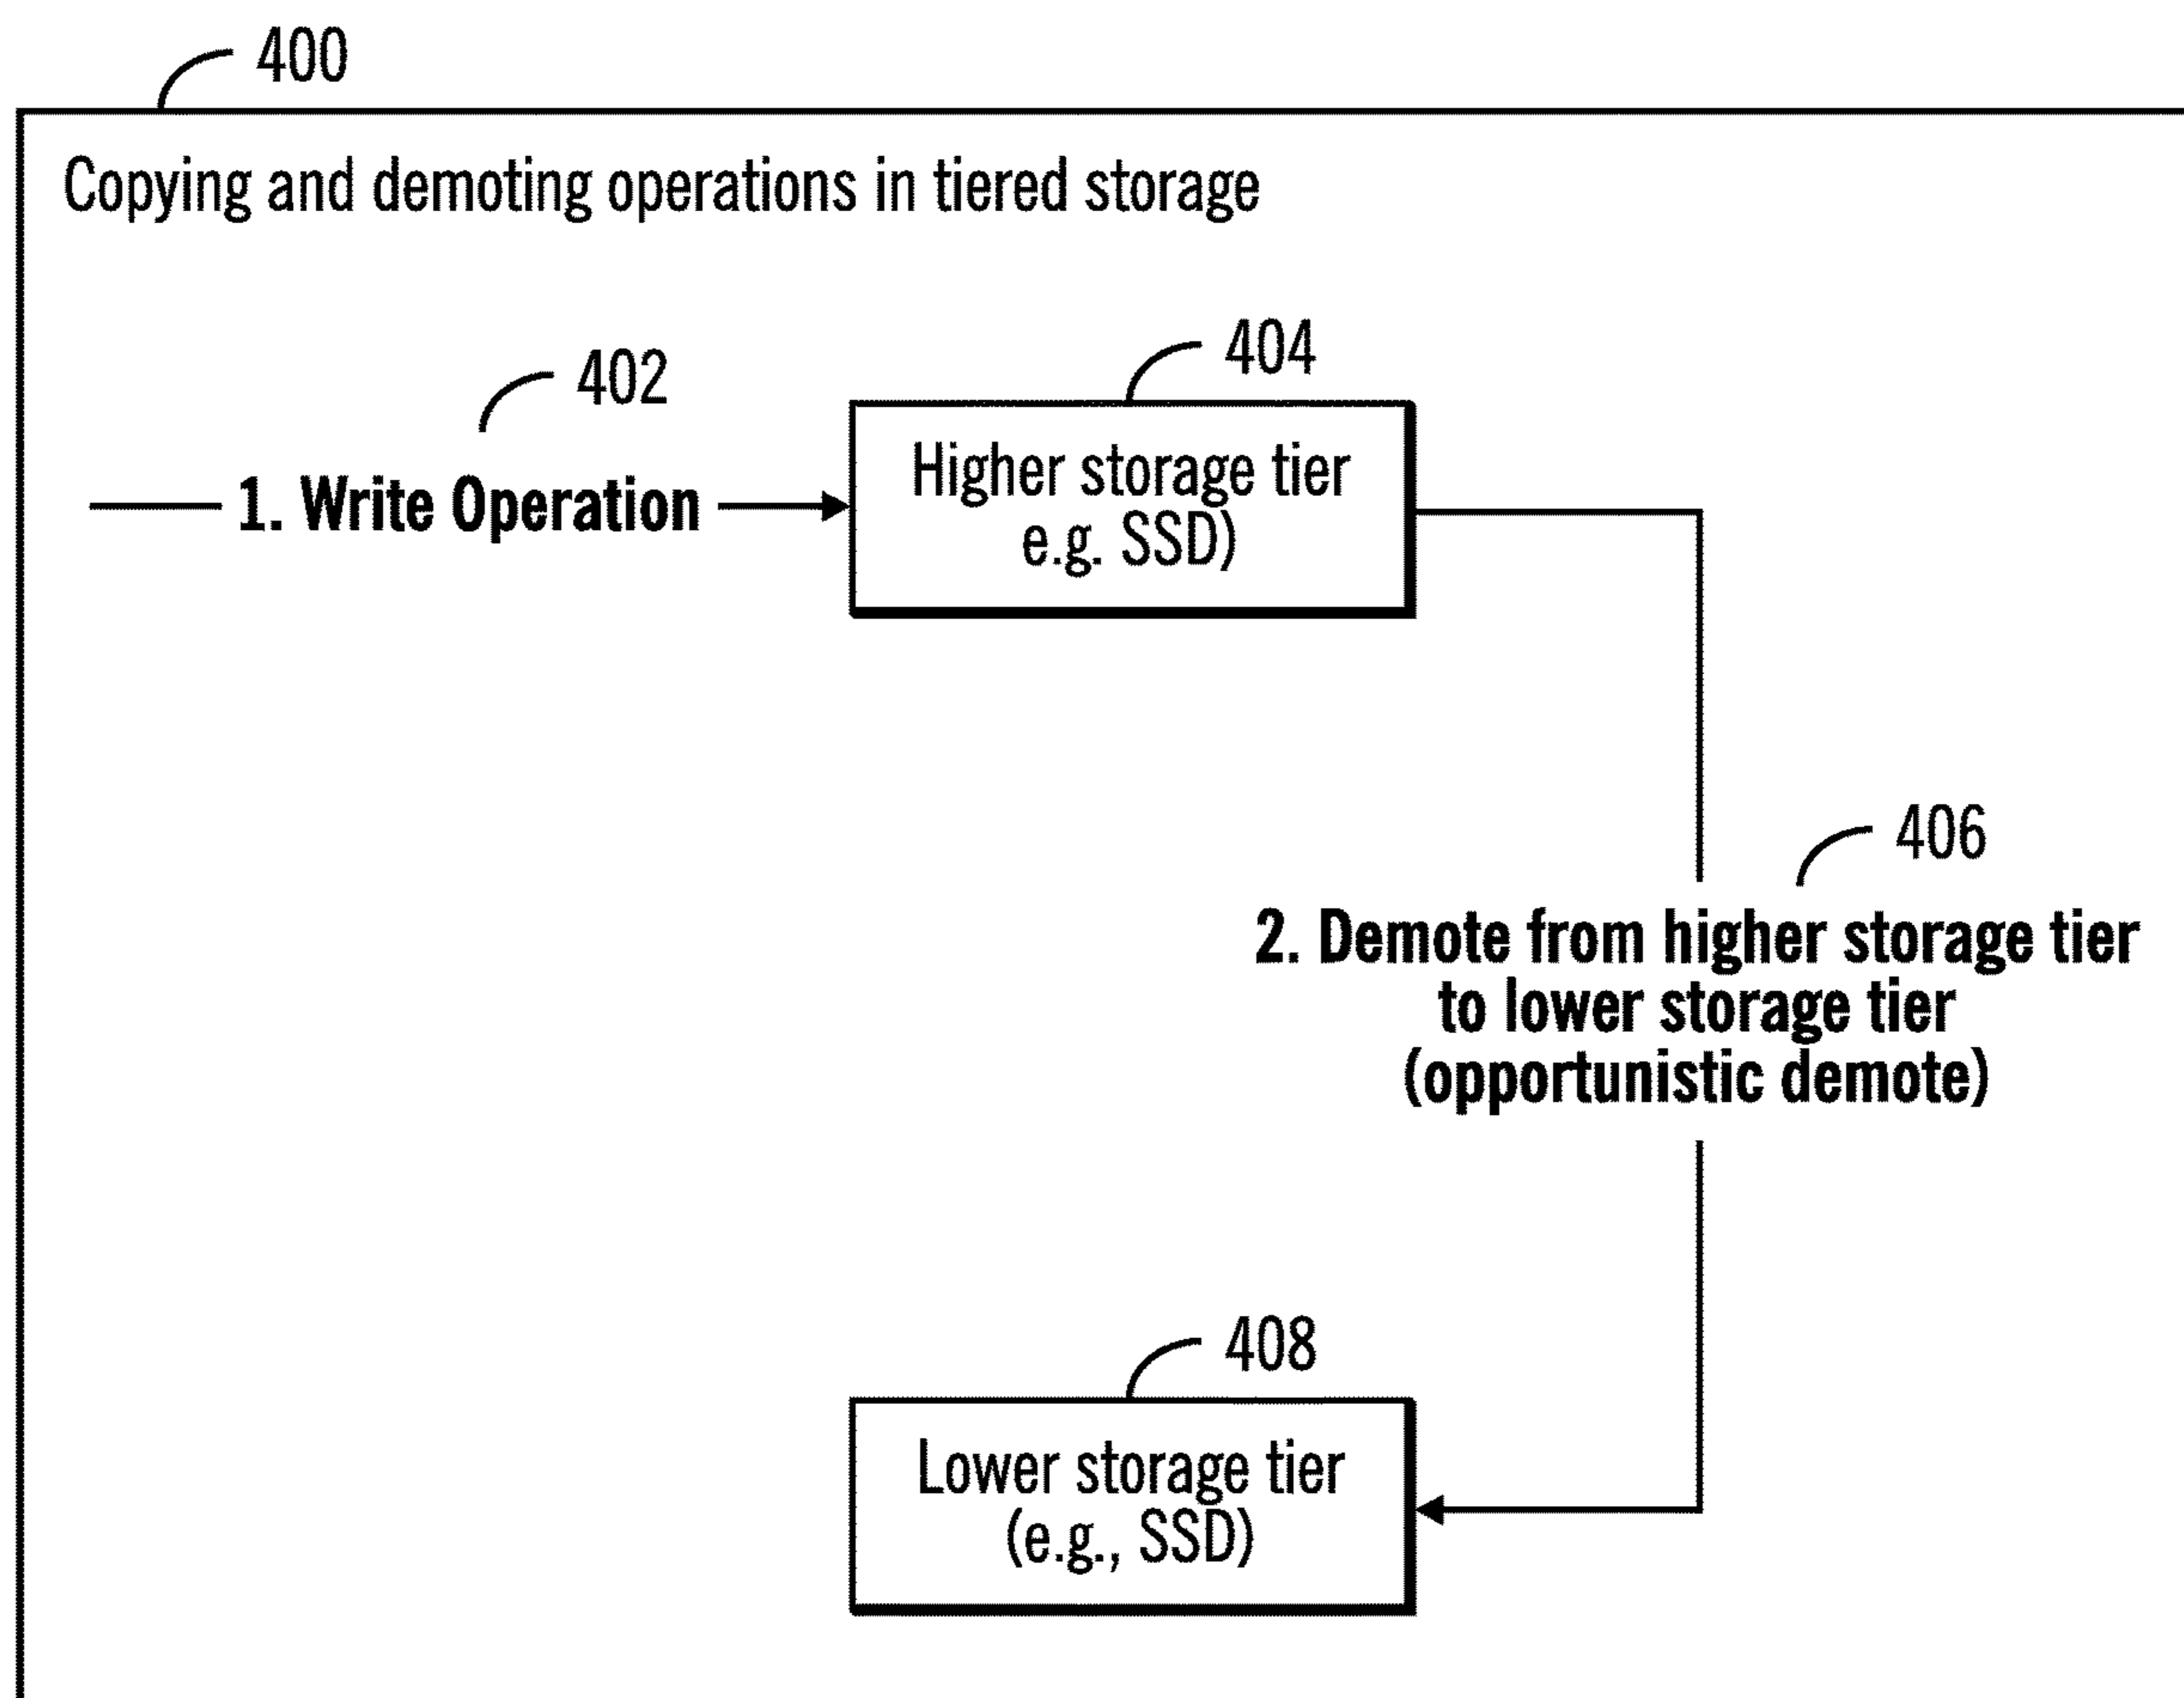 400
Copying and demoting operations in tiered storage
404
402
Higher storage tier
e.g. SSD)
1. Write Operation
406
2. Demote from higher storage tier
to lower storage tier
(opportunistic demote)
408
Lower storage tier
(e.g., SSD)